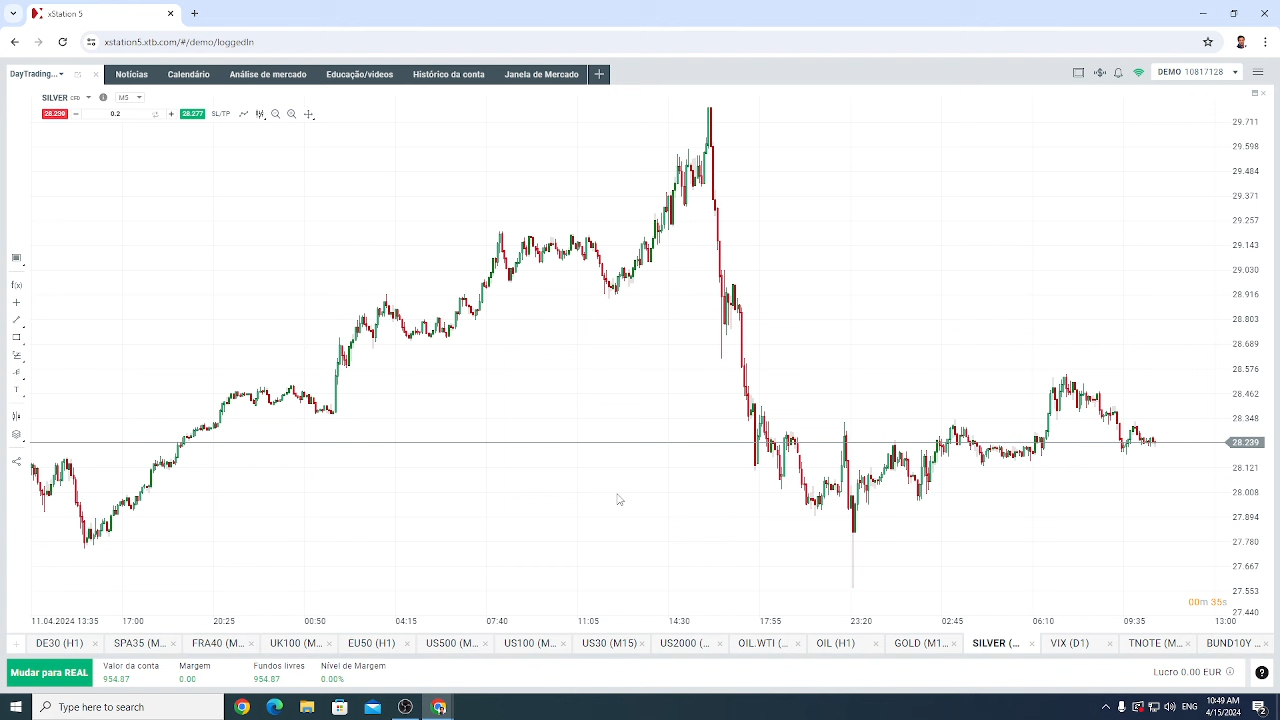 xStation 5
xstation5.xtb.com/#/demo/loggedIn
DayTrading... Notícias Calendário Análise de mercado Educação/vídeos Histórico da conta Janela de Mercado DEMO 10817128
SILVER CFD M5
28.239 0.2 28.277 SL/TP
29.711
29.598
29.484
29.371
29.257
29.143
29.030
28.916
28.803
28.689
28.576
28.462
28.348
28.239
28.121
28.008
27.894
27.780
27.667
27.553
27.440
f(x)
T
00m 35s
11.04.2024 13:35 17:00 20:25 00:50 04:15 07:40 11:05 14:30 17:55 23:20 02:45 06:10 09:35 13:00
DE30 (H1) SPA35 (M... FRA40 (M... UK100 (M... EU50 (H1) US500 (M... US100 (M... US30 (M15) US2000 (... OIL.WTI (... OIL (H1) GOLD (M1... SILVER (... VIX (D1) TNOTE (M... BUND10Y...
Mudar para REAL Valor da conta Margem Fundos livres Nível de Margem Lucro 0.00 EUR
954.87 0.00 954.87 0.00%
Type here to search
10:49 AM
4/15/2024